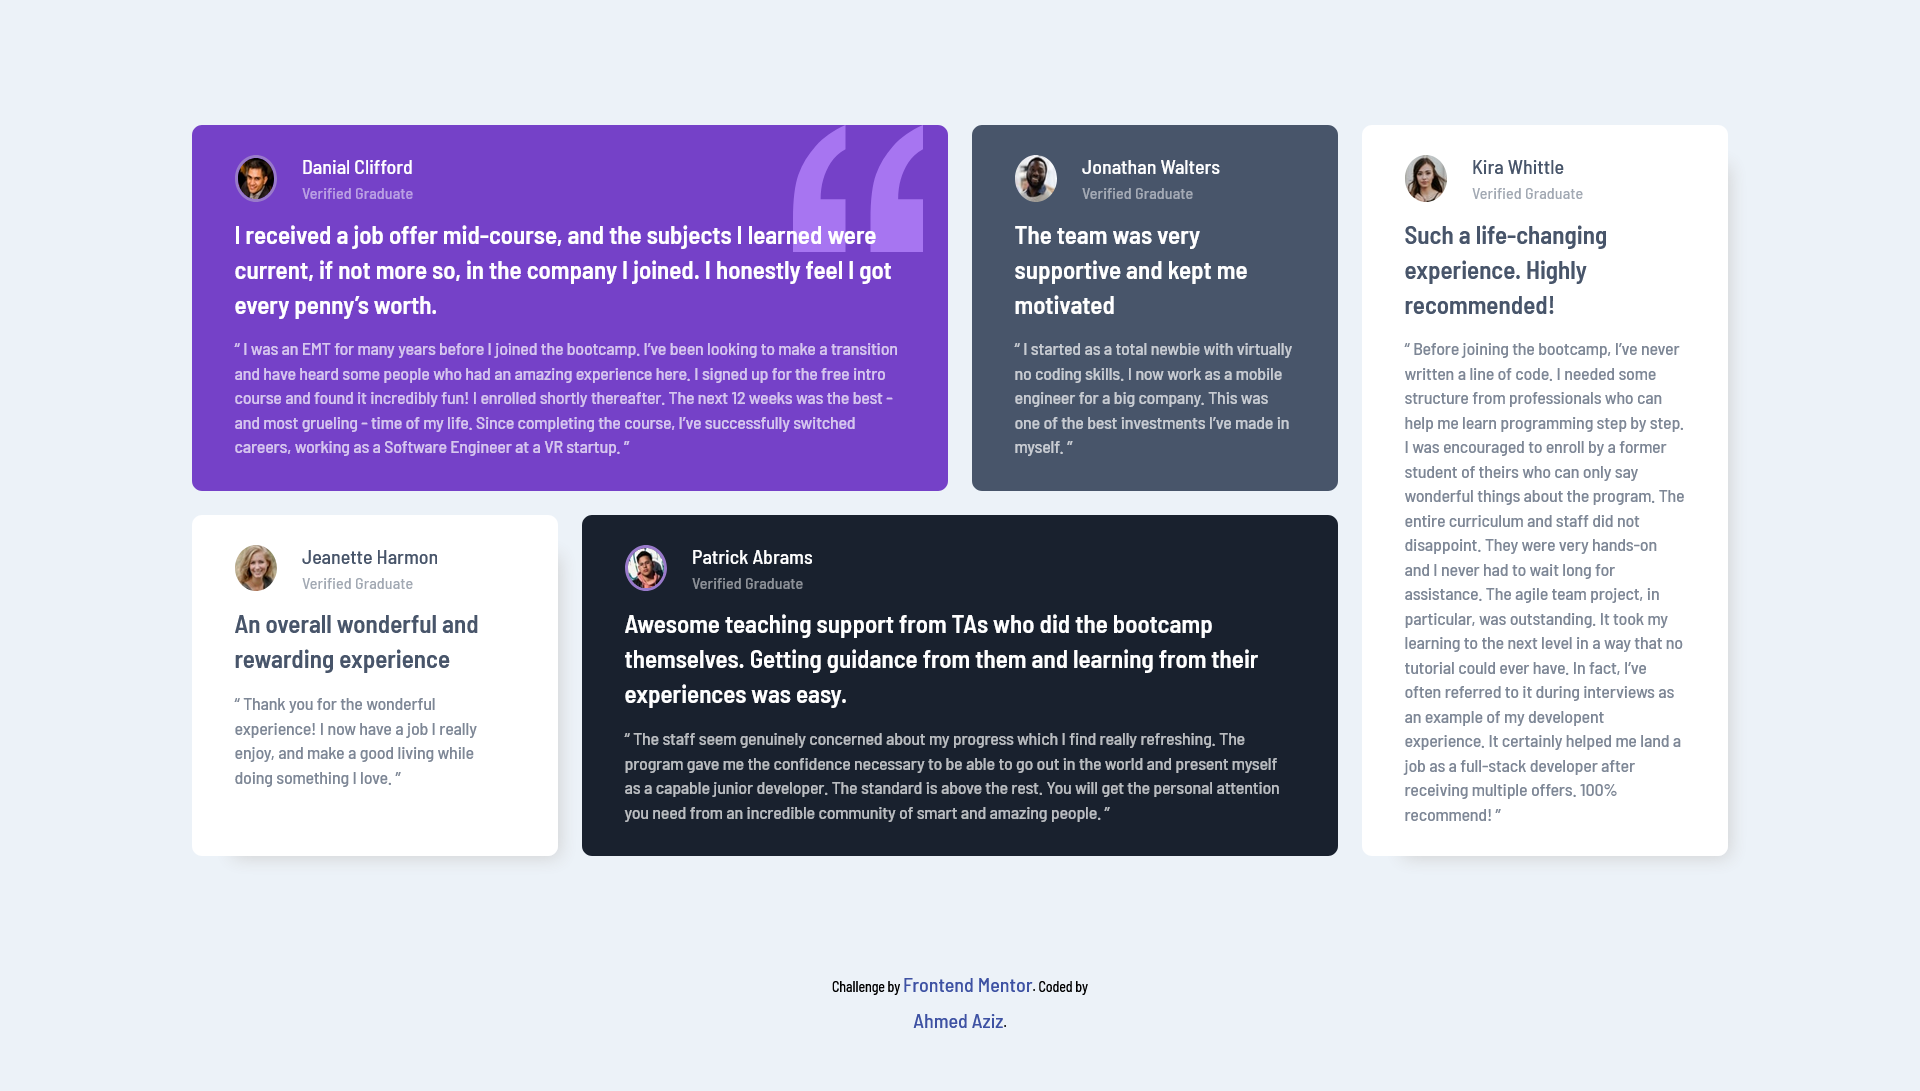 Danial Clifford
Verified Graduate
I received a job offer mid-course, and the subjects I learned were
current, if not more so, in the company I joined. I honestly feel I got
every penny’s worth.
“ I was an EMT for many years before I joined the bootcamp. I’ve been looking to make a transition
and have heard some people who had an amazing experience here. I signed up for the free intro
course and found it incredibly fun! I enrolled shortly thereafter. The next 12 weeks was the best -
and most grueling - time of my life. Since completing the course, I’ve successfully switched
careers, working as a Software Engineer at a VR startup. ”
Jonathan Walters
Verified Graduate
The team was very
supportive and kept me
motivated
“ I started as a total newbie with virtually
no coding skills. I now work as a mobile
engineer for a big company. This was
one of the best investments I’ve made in
myself. ”
Kira Whittle
Verified Graduate
Such a life-changing
experience. Highly
recommended!
“ Before joining the bootcamp, I’ve never
written a line of code. I needed some
structure from professionals who can
help me learn programming step by step.
I was encouraged to enroll by a former
student of theirs who can only say
wonderful things about the program. The
entire curriculum and staff did not
disappoint. They were very hands-on
and I never had to wait long for
assistance. The agile team project, in
particular, was outstanding. It took my
learning to the next level in a way that no
tutorial could ever have. In fact, I’ve
often referred to it during interviews as
an example of my developent
experience. It certainly helped me land a
job as a full-stack developer after
receiving multiple offers. 100%
recommend! ”
Jeanette Harmon
Verified Graduate
An overall wonderful and
rewarding experience
“ Thank you for the wonderful
experience! I now have a job I really
enjoy, and make a good living while
doing something I love. ”
Patrick Abrams
Verified Graduate
Awesome teaching support from TAs who did the bootcamp
themselves. Getting guidance from them and learning from their
experiences was easy.
“ The staff seem genuinely concerned about my progress which I find really refreshing. The
program gave me the confidence necessary to be able to go out in the world and present myself
as a capable junior developer. The standard is above the rest. You will get the personal attention
you need from an incredible community of smart and amazing people. ”
Challenge by Frontend Mentor. Coded by
Ahmed Aziz.